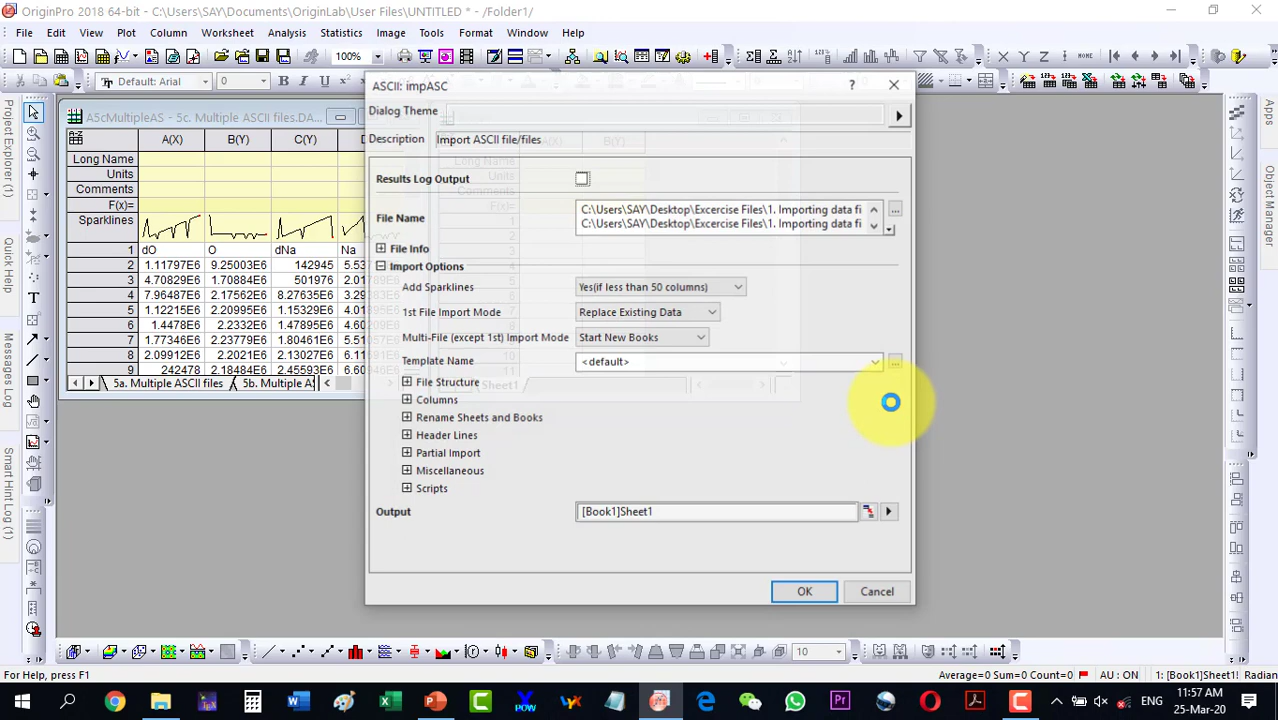 OriginPro 2018 64-bit - C:\Users\SAY\Documents\OriginLab\User Files\UNTITLED * - /Folder1/
File Edit View Plot Column Worksheet Analysis Statistics Image Tools Format Window Help
100%
Default: Arial 0
Project Explorer (1)
Quick Help
Messages Log
Smart Hint Log (1)
A5cMultipleAS - 5c. Multiple ASCII files.DA...
A(X) B(Y) C(Y)
Long Name
Units
Comments
F(x)=
Sparklines
1 dO O dNa Na
2 1.11797E6 9.25003E6 142945
3 4.70829E6 1.70884E6 501976
4 7.96487E6 2.17562E6 8.27635E6
5 1.12215E6 2.20995E6 1.15329E6
6 1.4478E6 2.2332E6 1.47895E6
7 1.77346E6 2.23779E6 1.80461E6
8 2.09912E6 2.2021E6 2.13027E6
9 242478 2.18484E6 2.45593E6
5a. Multiple ASCII files 5b. Multiple AS
ASCII: impASC
?
Dialog Theme
Description Import ASCII file/files
Results Log Output
File Name
C:\Users\SAY\Desktop\Excercise Files\1. Importing data fi
C:\Users\SAY\Desktop\Excercise Files\1. Importing data fi
File Info
Import Options
Add Sparklines Yes(if less than 50 columns)
1st File Import Mode Replace Existing Data
Multi-File (except 1st) Import Mode Start New Books
Template Name <default>
File Structure
Columns
Rename Sheets and Books
Header Lines
Partial Import
Miscellaneous
Scripts
Output [Book1]Sheet1
OK Cancel
A(X) B(Y)
Long Name
Units
Comments
F(x)=
Sheet1
10
For Help, press F1
Average=0 Sum=0 Count=0 AU : ON 1: [Book1]Sheet1! Radian
ENG
11:57 AM
25-Mar-20